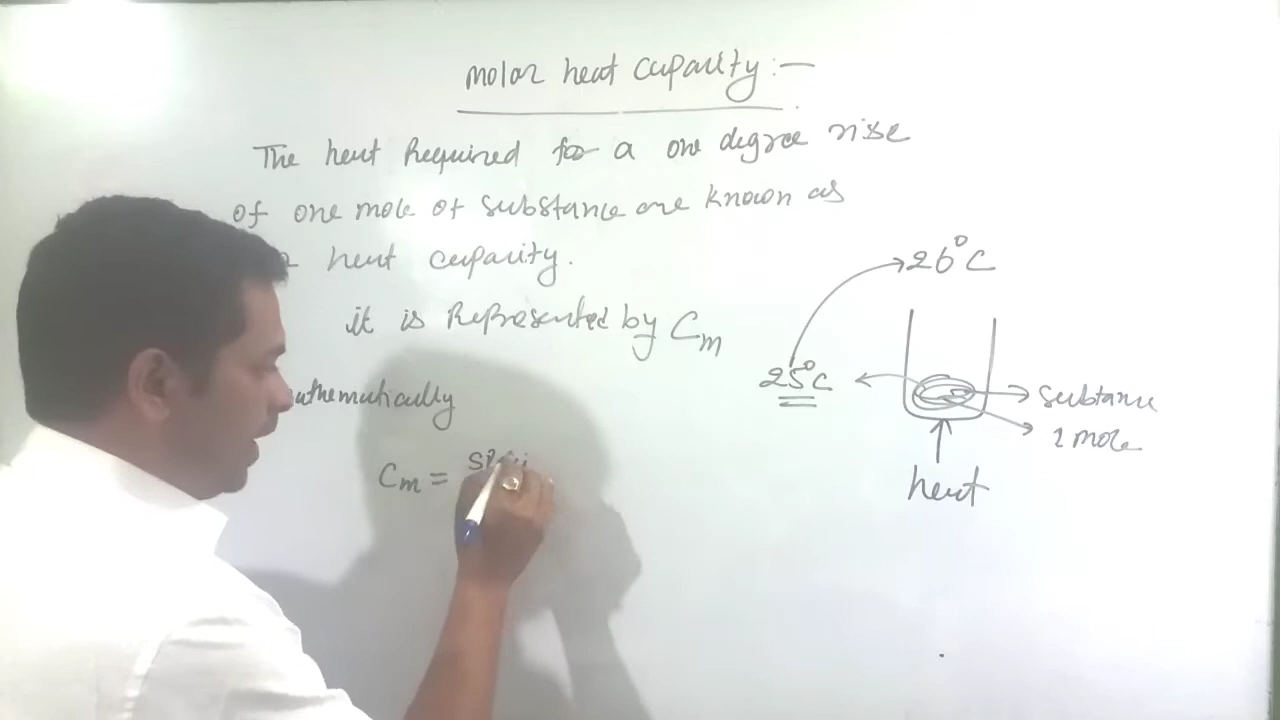 molar heat capacity:-
The heat Required for a one degree rise
of one mole of substance are known as
heat capacity.
it is Represented by Cm
26°C
25°C
substance
1 mole
heat
Cm =